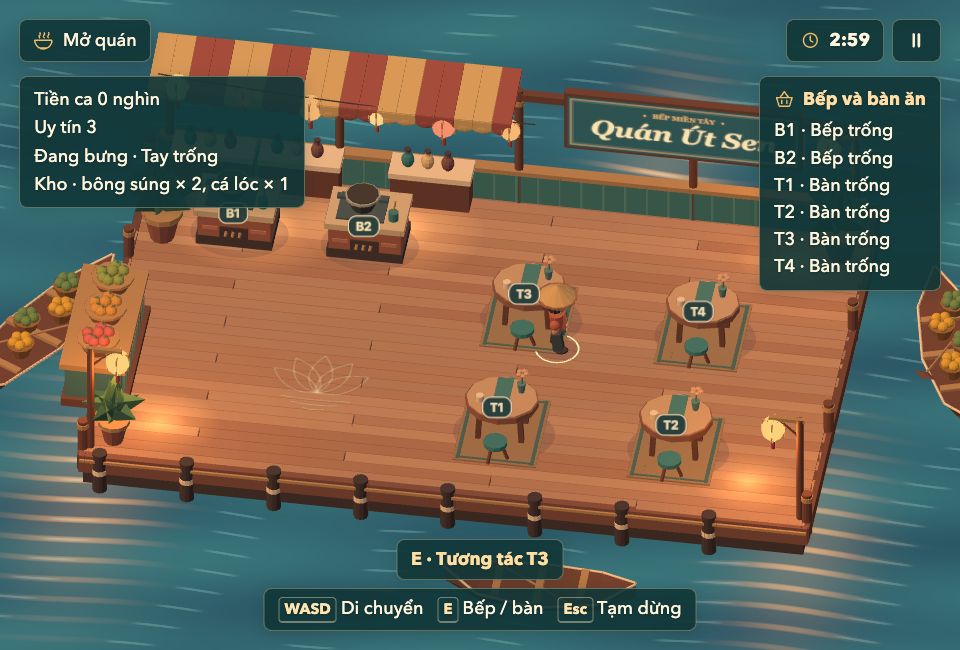 Mở quán
2:59
Tiền ca 0 nghìn
Uy tín 3
Đang bưng · Tay trống
Kho · bông súng × 2, cá lóc × 1
Bếp và bàn ăn
B1 · Bếp trống
B2 · Bếp trống
T1 · Bàn trống
T2 · Bàn trống
T3 · Bàn trống
T4 · Bàn trống
BẾP MIỀN TÂY
Quán Út Sen
B1
B2
T3
T4
T1
T2
E · Tương tác T3
WASD Di chuyển E Bếp / bàn Esc Tạm dừng